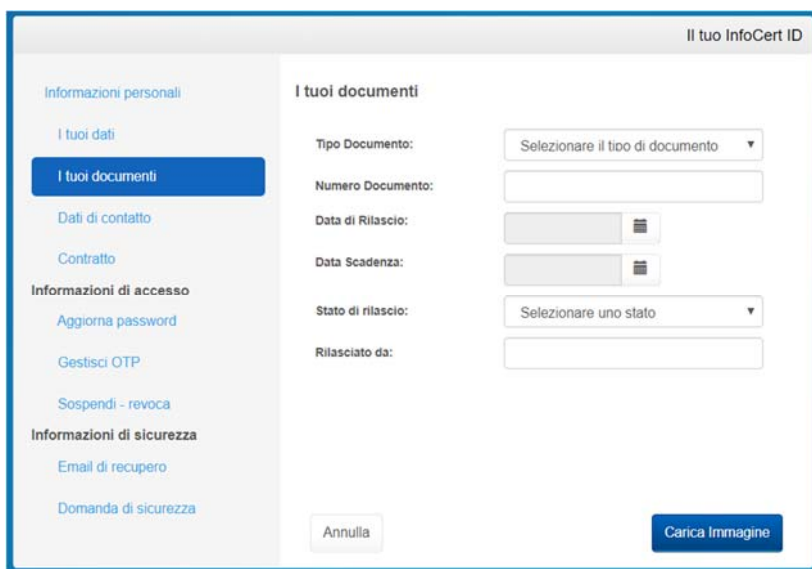 Il tuo InfoCert ID
Informazioni personali
I tuoi dati
I tuoi documenti
Dati di contatto
Contratto
Informazioni di accesso
Aggiorna password
Gestisci OTP
Sospendi - revoca
Informazioni di sicurezza
Email di recupero
Domanda di sicurezza
I tuoi documenti
Tipo Documento: Selezionare il tipo di documento
Numero Documento:
Data di Rilascio:
Data Scadenza:
Stato di rilascio: Selezionare uno stato
Rilasciato da:
Annulla Carica Immagine